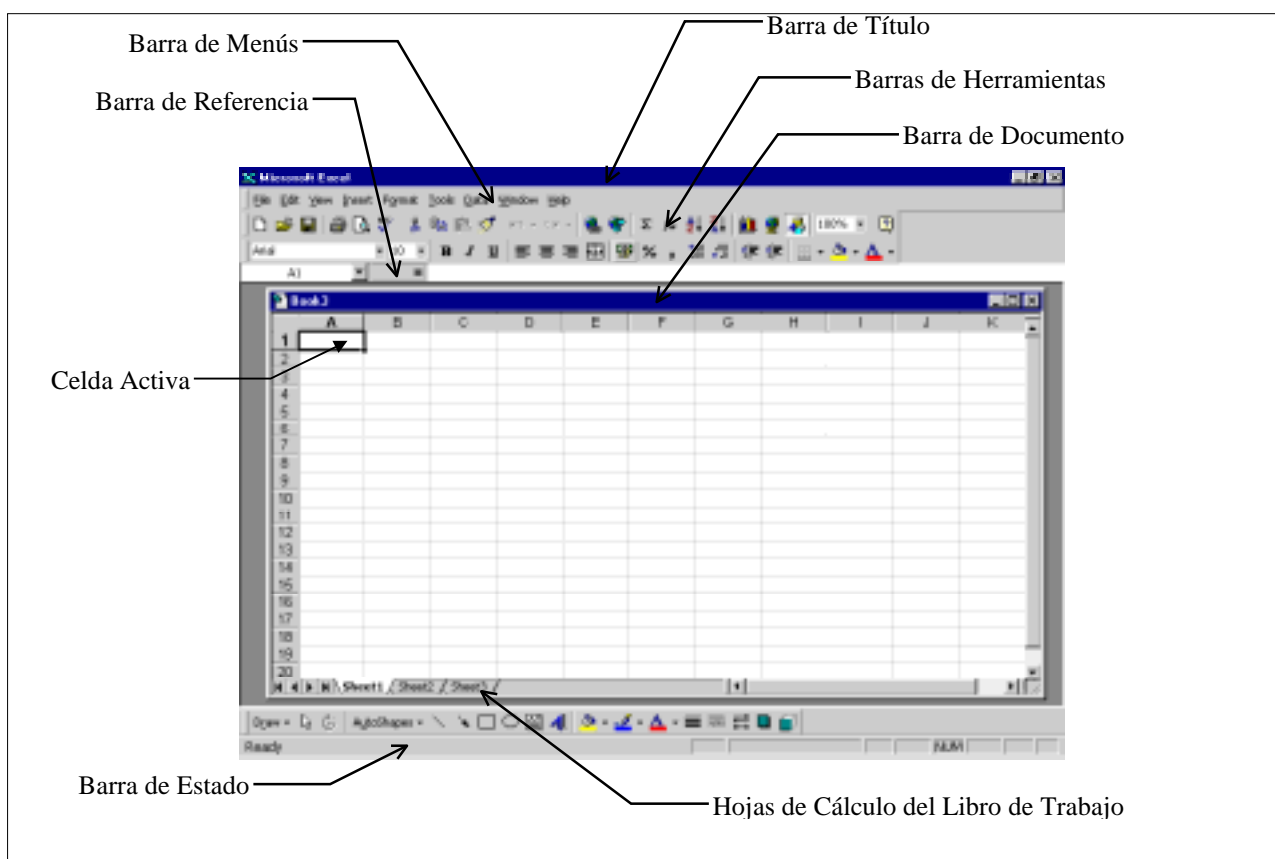 Barra de Título
Barra de Menús
Barras de Herramientas
Barra de Referencia
Barra de Documento
Microsoft Excel
File Edit View Insert Format Tools Data Window Help
Σ 100% ?
Arial 10 B I U % ,
A1 =
Book3
A B C D E F G H I J K
1
2
3
Celda Activa
4
5
6
7
8
9
10
11
12
13
14
15
16
17
18
19
20
Sheet1 Sheet2 Sheet3
Draw AutoShapes A A
Ready NUM
Barra de Estado
Hojas de Cálculo del Libro de Trabajo